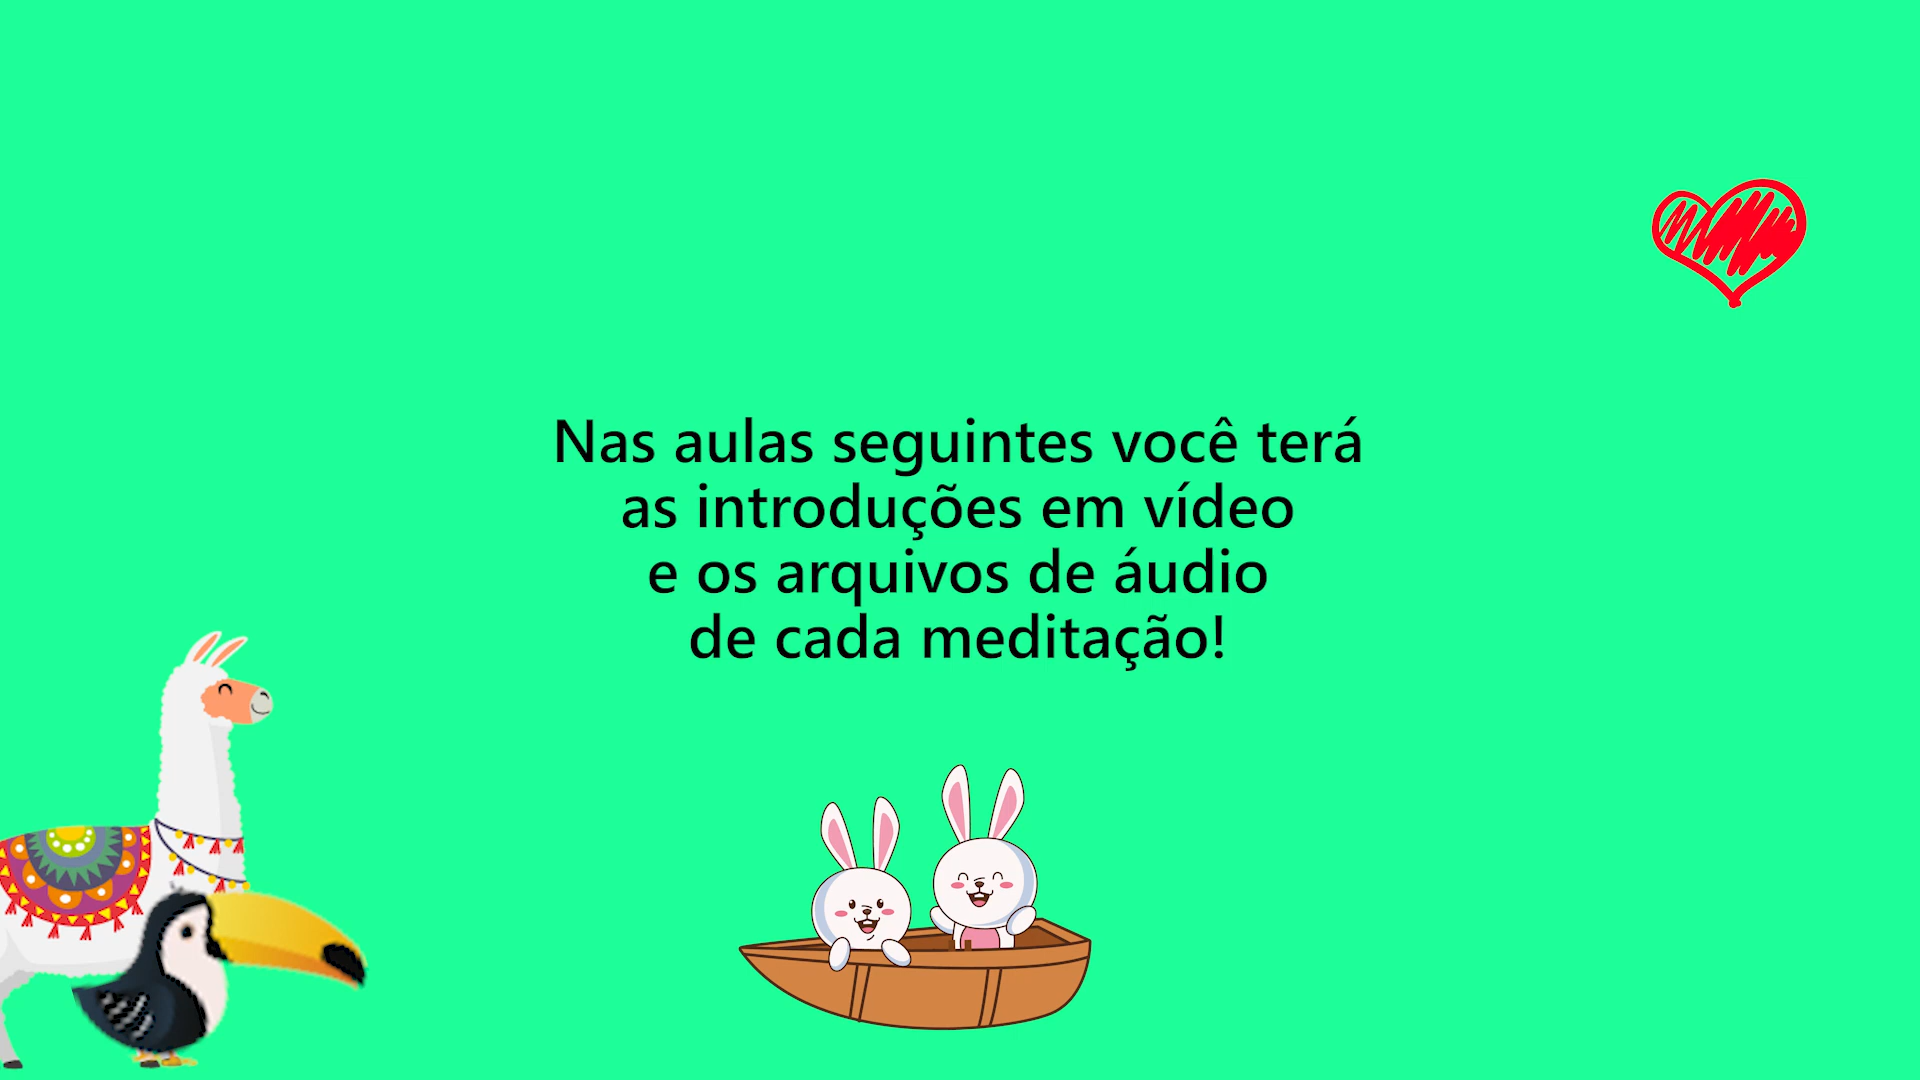 Nas aulas seguintes você terá
as introduções em vídeo
e os arquivos de áudio
de cada meditação!